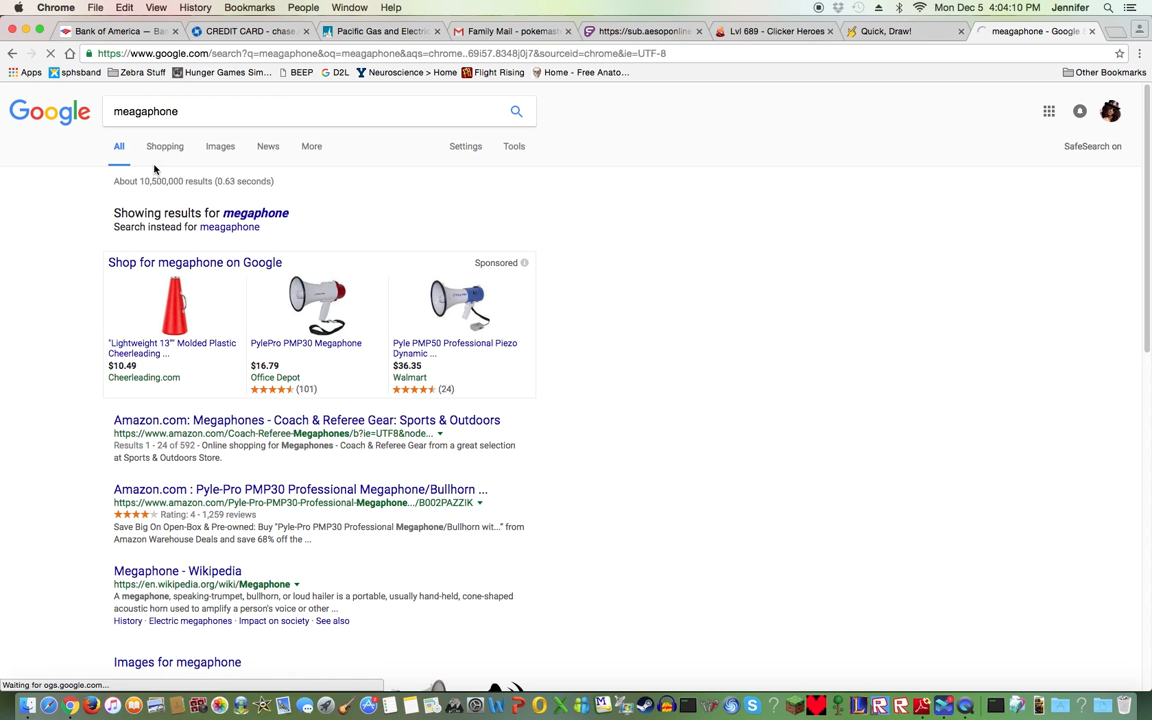 Chrome File Edit View History Bookmarks People Window Help Mon Dec 5 4:04:10 PM Jennifer
Bank of America — Ban CREDIT CARD - chase Pacific Gas and Electric Family Mail - pokemast https://sub.aesoponline Lvl 689 - Clicker Heroes Quick, Draw! meagaphone - Google Jennifer
https://www.google.com/search?q=meagaphone&oq=meagaphone&aqs=chrome..69i57.8348j0j7&sourceid=chrome&ie=UTF-8
Apps sphsband Zebra Stuff Hunger Games Sim... BEEP D2L Neuroscience > Home Flight Rising Home - Free Anato... Other Bookmarks
Google meagaphone
All Shopping Images News More Settings Tools SafeSearch on
About 10,500,000 results (0.63 seconds)
Showing results for megaphone
Search instead for meagaphone
Shop for megaphone on Google Sponsored
"Lightweight 13"" Molded Plastic Cheerleading ...
$10.49
Cheerleading.com
PylePro PMP30 Megaphone
$16.79
Office Depot
(101)
Pyle PMP50 Professional Piezo Dynamic ...
$36.35
Walmart
(24)
Amazon.com: Megaphones - Coach & Referee Gear: Sports & Outdoors
https://www.amazon.com/Coach-Referee-Megaphones/b?ie=UTF8&node...
Results 1 - 24 of 592 - Online shopping for Megaphones - Coach & Referee Gear from a great selection
at Sports & Outdoors Store.
Amazon.com : Pyle-Pro PMP30 Professional Megaphone/Bullhorn ...
https://www.amazon.com/Pyle-Pro-PMP30-Professional-Megaphone.../B002PAZZIK
Rating: 4 - 1,259 reviews
Save Big On Open-Box & Pre-owned: Buy "Pyle-Pro PMP30 Professional Megaphone/Bullhorn wit..." from
Amazon Warehouse Deals and save 68% off the ...
Megaphone - Wikipedia
https://en.wikipedia.org/wiki/Megaphone
A megaphone, speaking-trumpet, bullhorn, or loud hailer is a portable, usually hand-held, cone-shaped
acoustic horn used to amplify a person's voice or other ...
History · Electric megaphones · Impact on society · See also
Images for megaphone
Waiting for ogs.google.com...